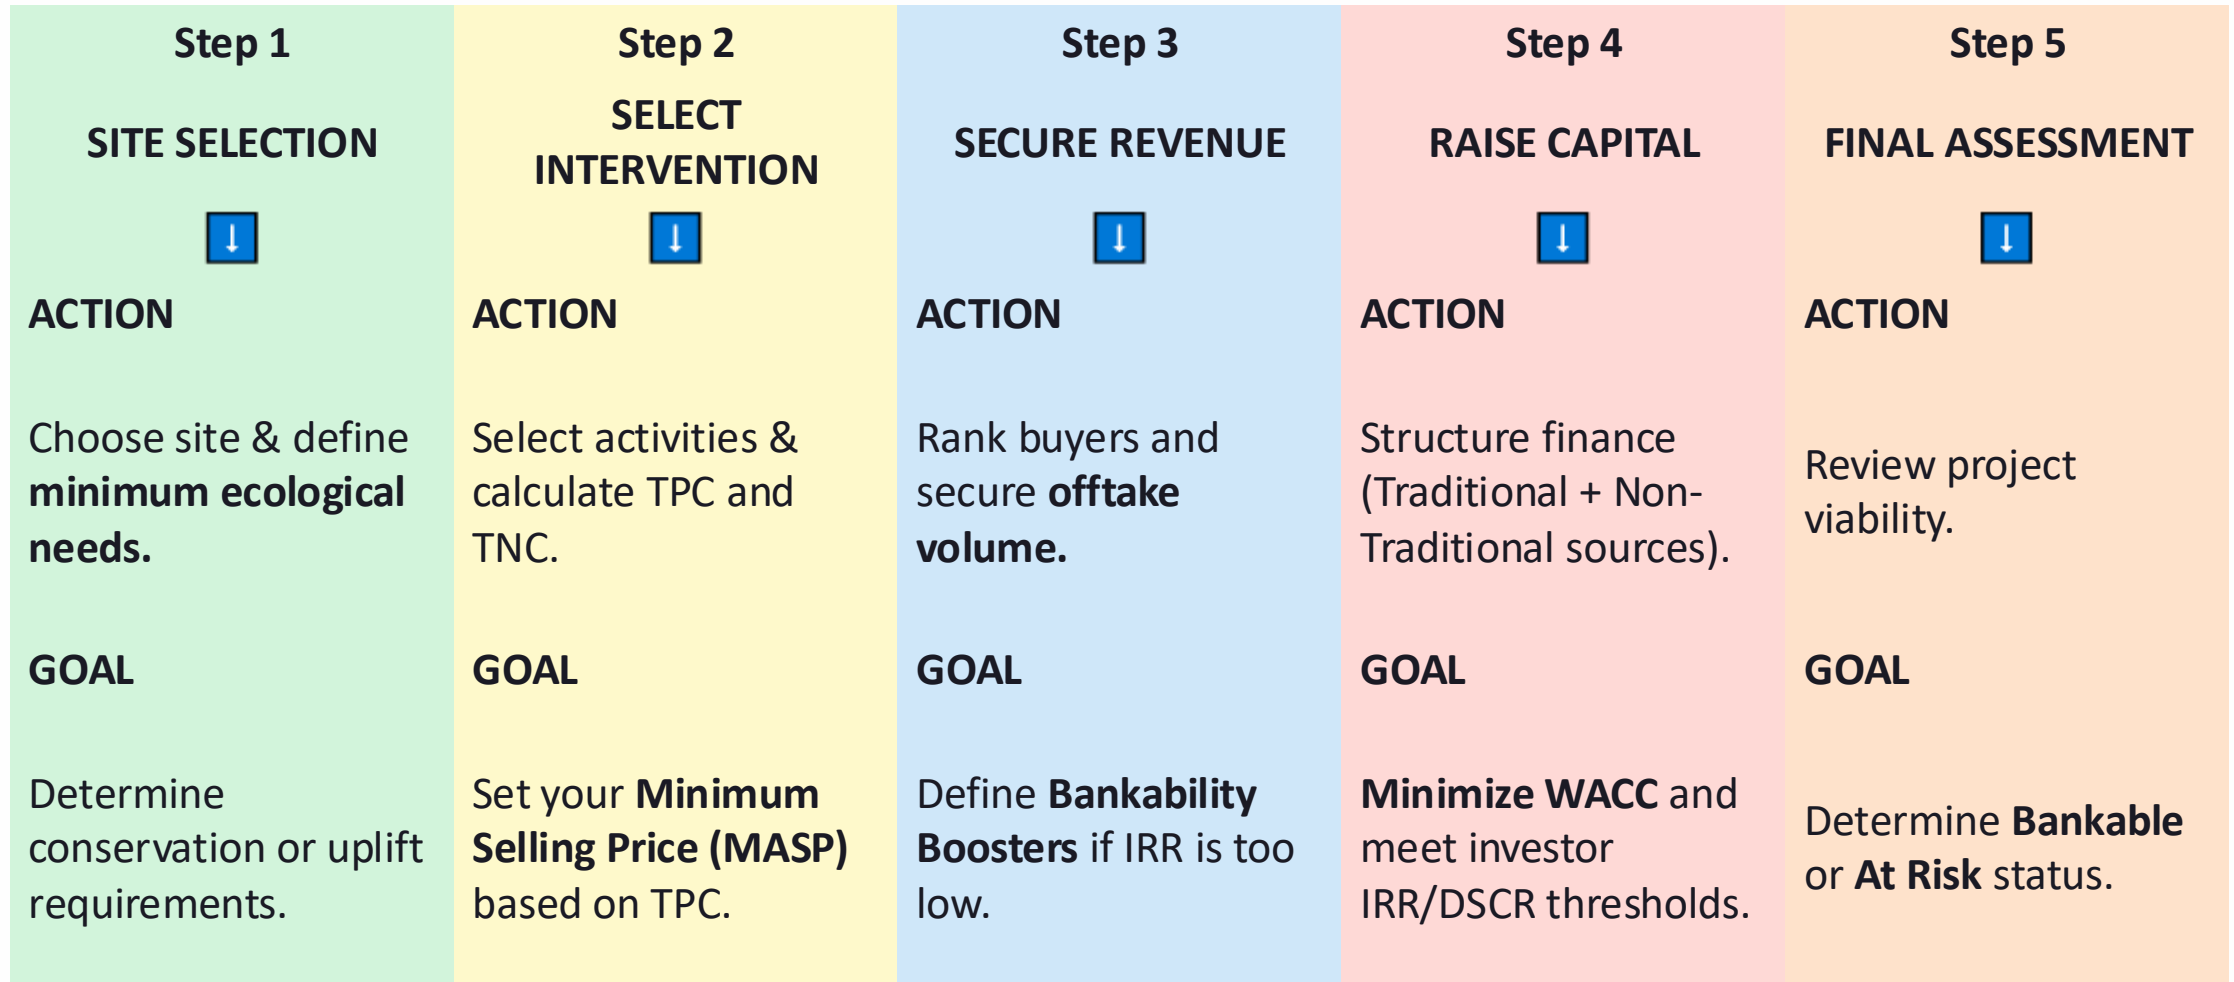 Step 1
SITE SELECTION
↓
ACTION
Choose site & define
minimum ecological
needs.
GOAL
Determine
conservation or uplift
requirements.
Step 2
SELECT
INTERVENTION
↓
ACTION
Select activities &
calculate TPC and
TNC.
GOAL
Set your Minimum
Selling Price (MASP)
based on TPC.
Step 3
SECURE REVENUE
↓
ACTION
Rank buyers and
secure offtake
volume.
GOAL
Define Bankability
Boosters if IRR is too
low.
Step 4
RAISE CAPITAL
↓
ACTION
Structure finance
(Traditional + Non-
Traditional sources).
GOAL
Minimize WACC and
meet investor
IRR/DSCR thresholds.
Step 5
FINAL ASSESSMENT
↓
ACTION
Review project
viability.
GOAL
Determine Bankable
or At Risk status.